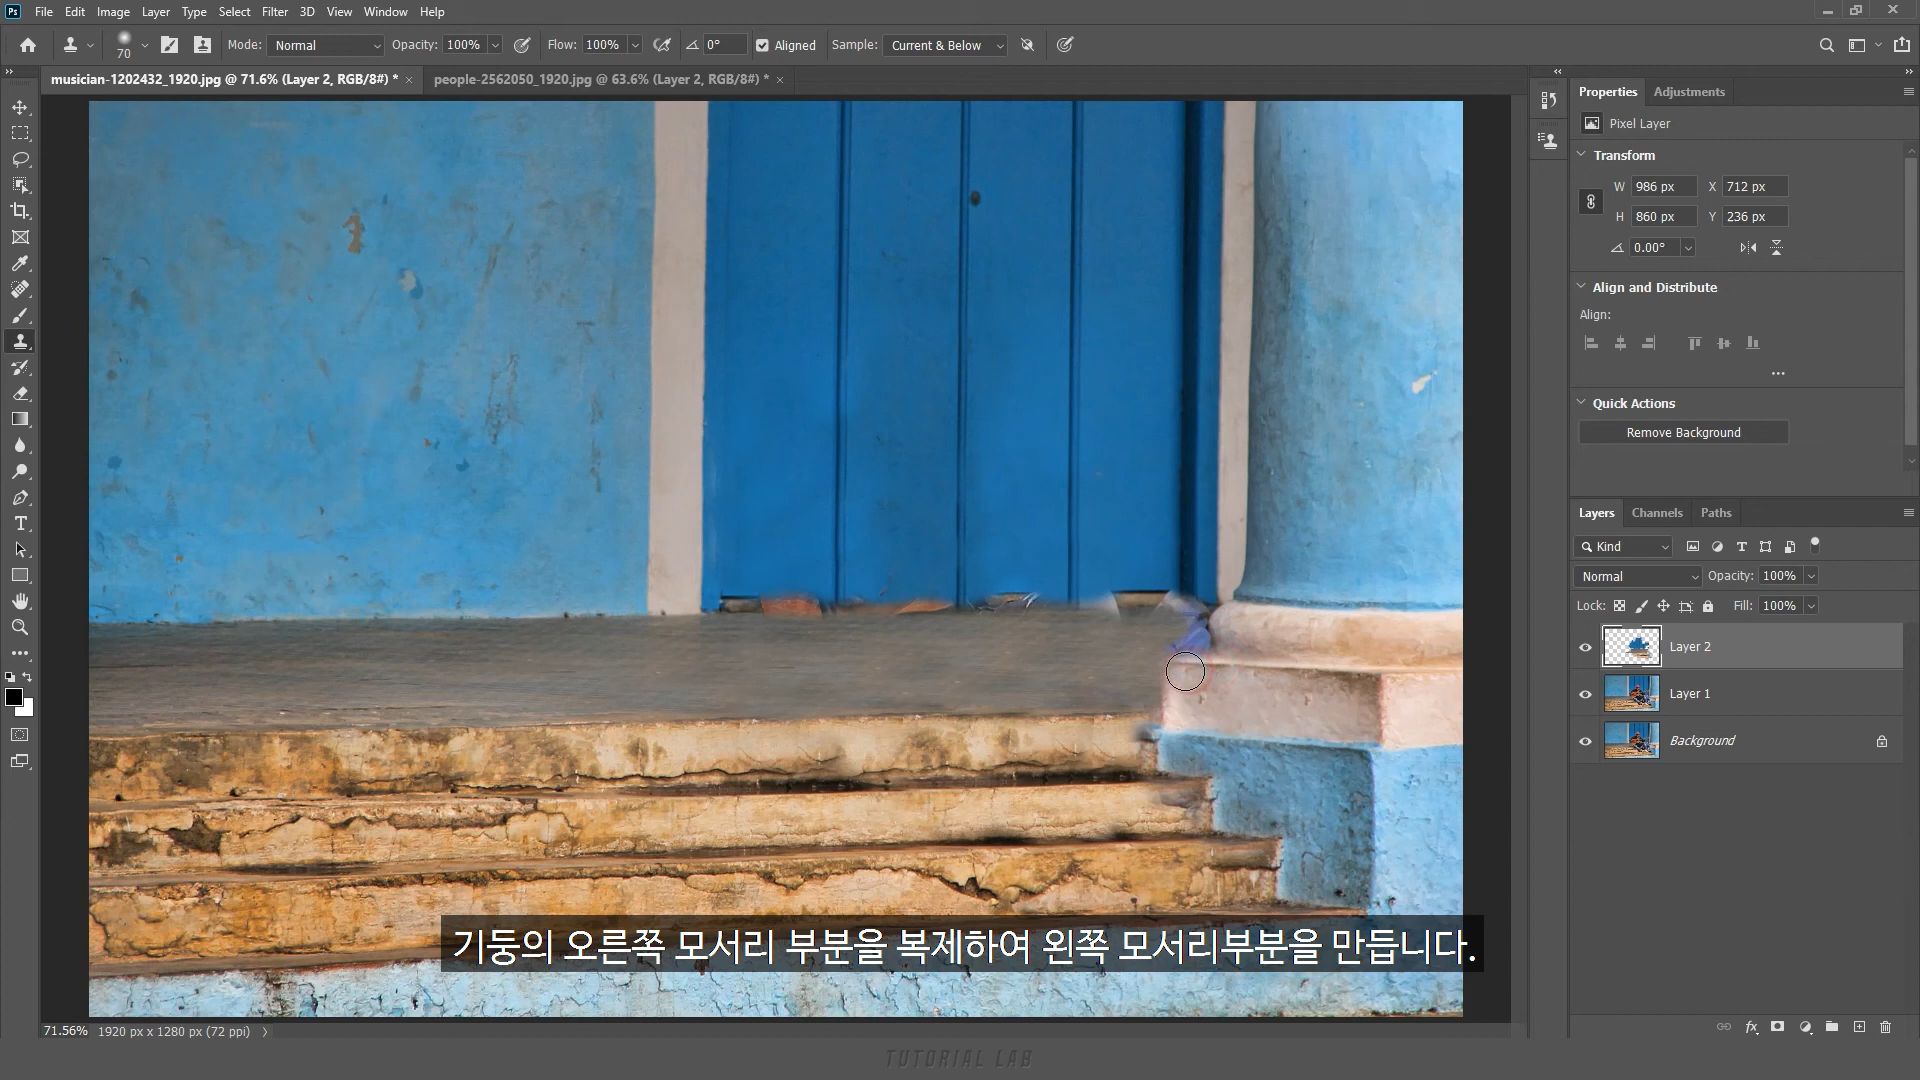 Ps File Edit Image Layer Type Select Filter 3D View Window Help
70 Mode: Normal Opacity: 100% Flow: 100% 0° Aligned Sample: Current & Below
musician-1202432_1920.jpg @ 71.6% (Layer 2, RGB/8#) * × people-2562050_1920.jpg @ 63.6% (Layer 2, RGB/8#) * ×
Properties Adjustments
Pixel Layer
Transform
W 986 px X 712 px
H 860 px Y 236 px
0.00°
Align and Distribute
Align:
Quick Actions
Remove Background
Layers Channels Paths
Kind
Normal Opacity: 100%
Lock: Fill: 100%
Layer 2
Layer 1
Background
기둥의 오른쪽 모서리 부분을 복제하여 왼쪽 모서리부분을 만듭니다.
71.56% 1920 px x 1280 px (72 ppi)
TUTORIAL LAB